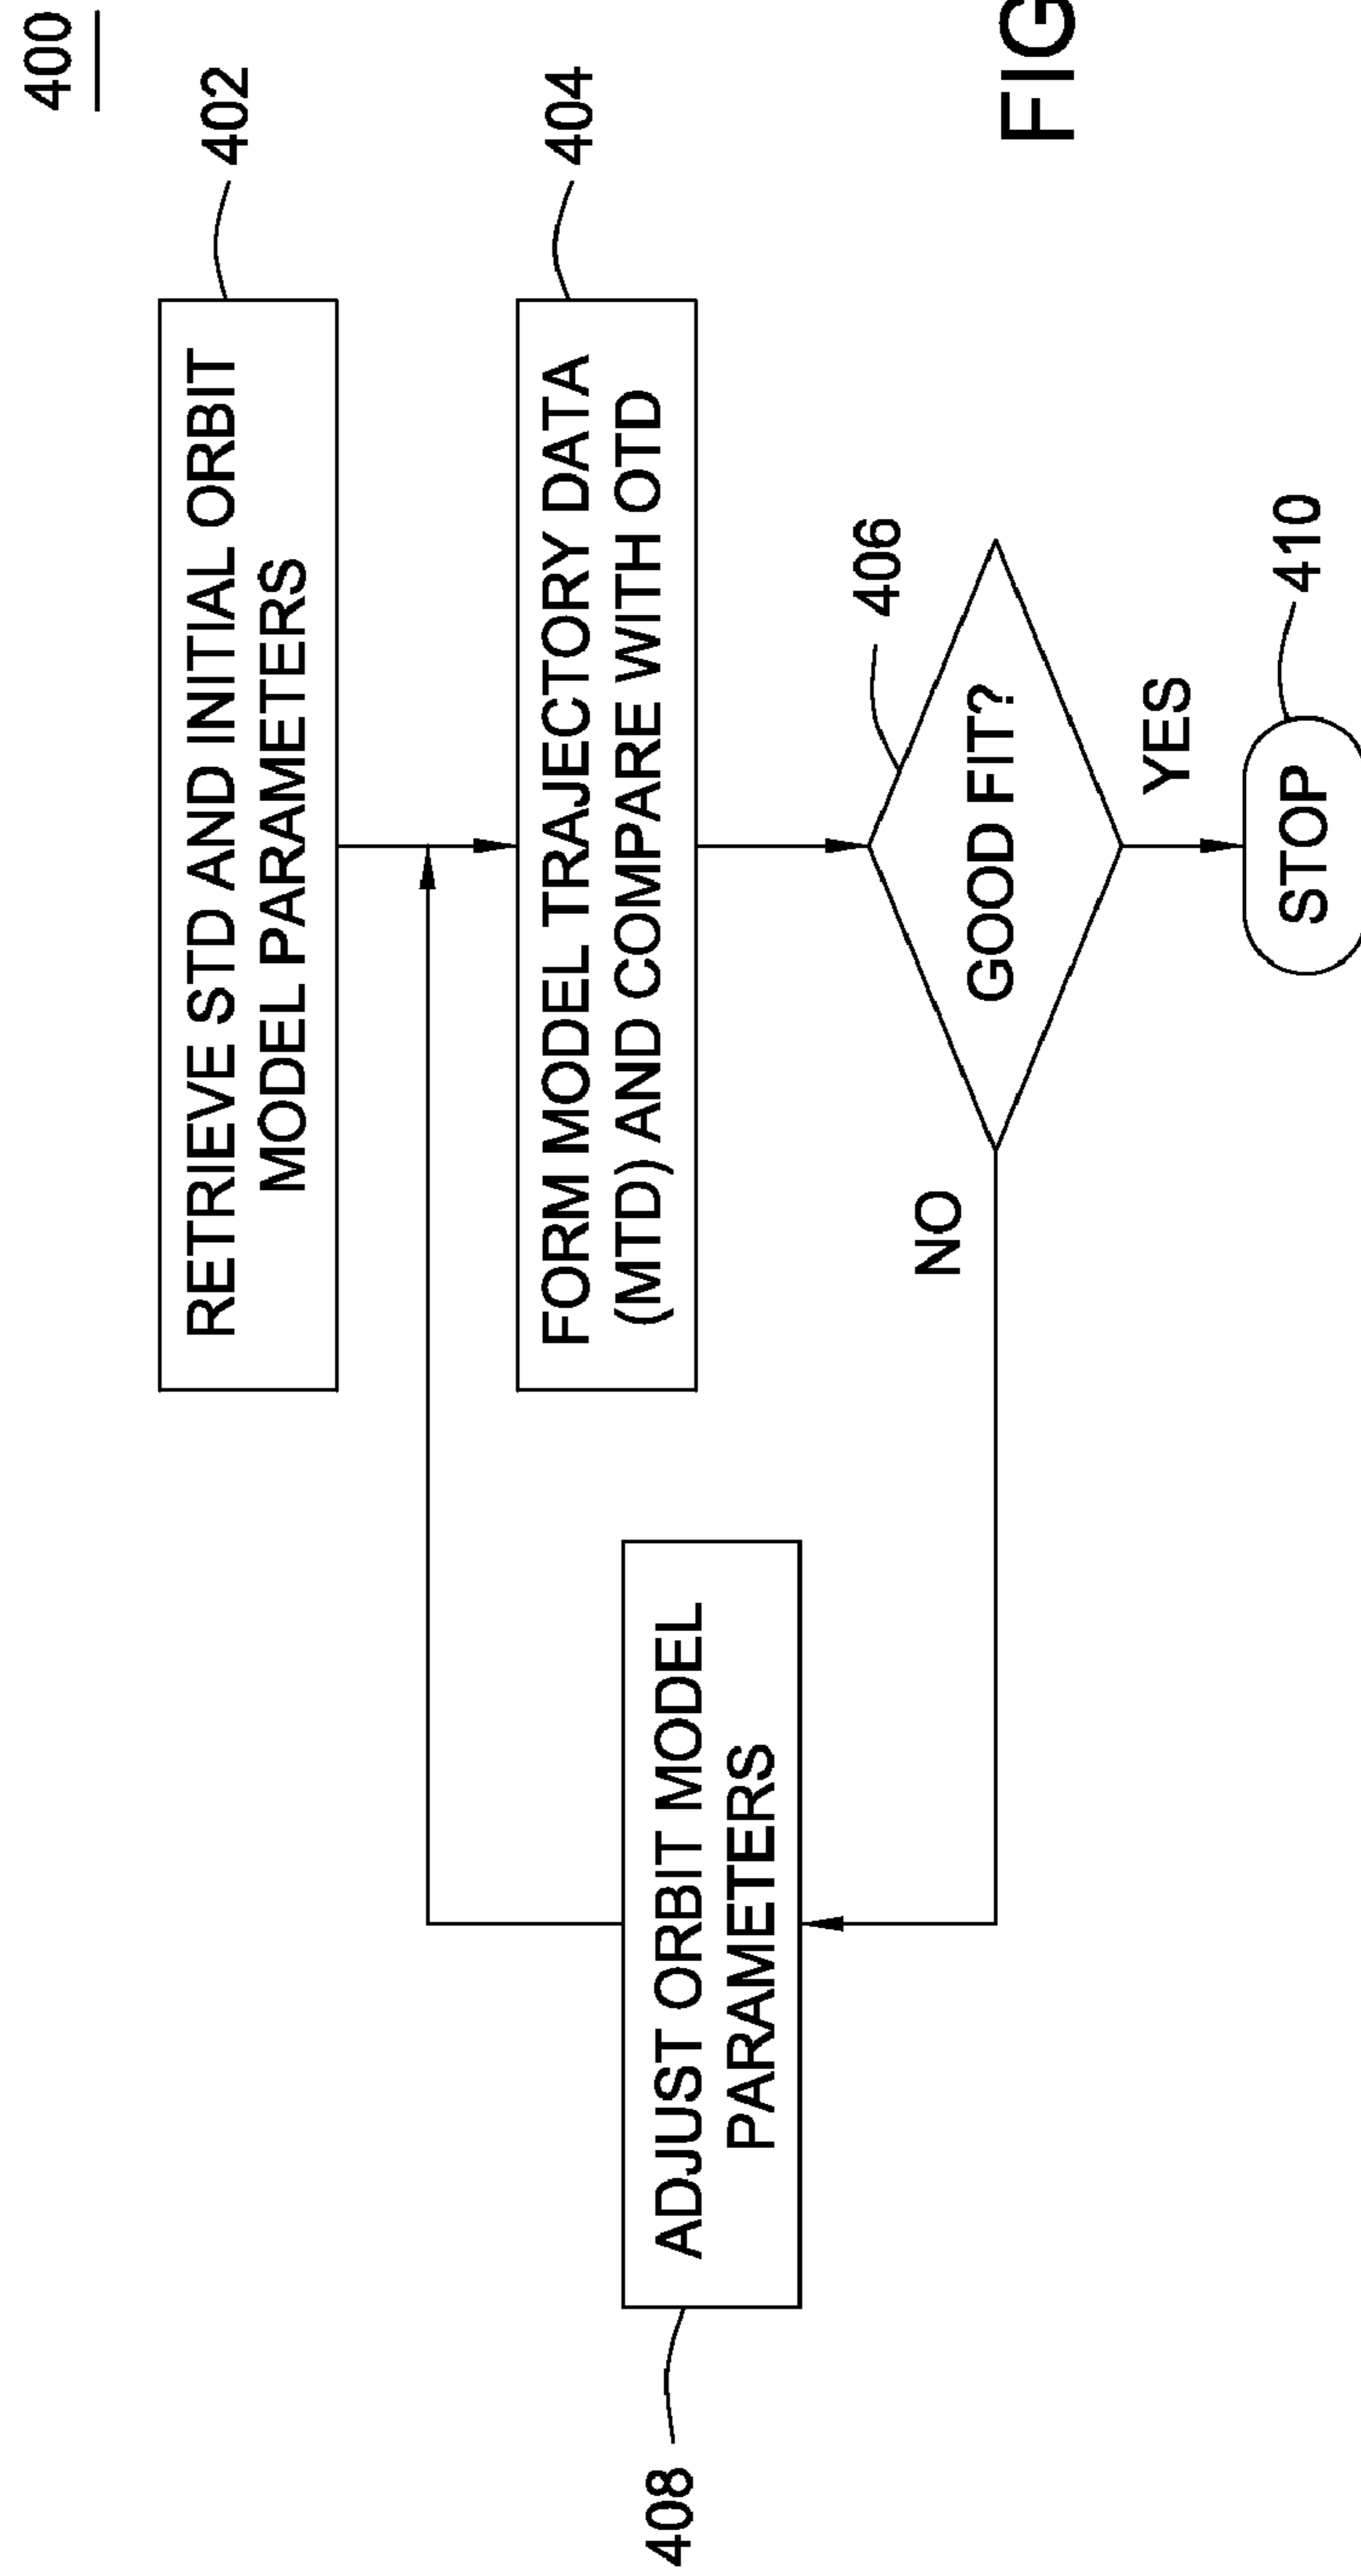 400
RETRIEVE STD AND INITIAL ORBIT
MODEL PARAMETERS
402
FORM MODEL TRAJECTORY DATA
(MTD) AND COMPARE WITH OTD
404
GOOD FIT?
406
NO
YES
ADJUST ORBIT MODEL
PARAMETERS
408
STOP
410
FIG